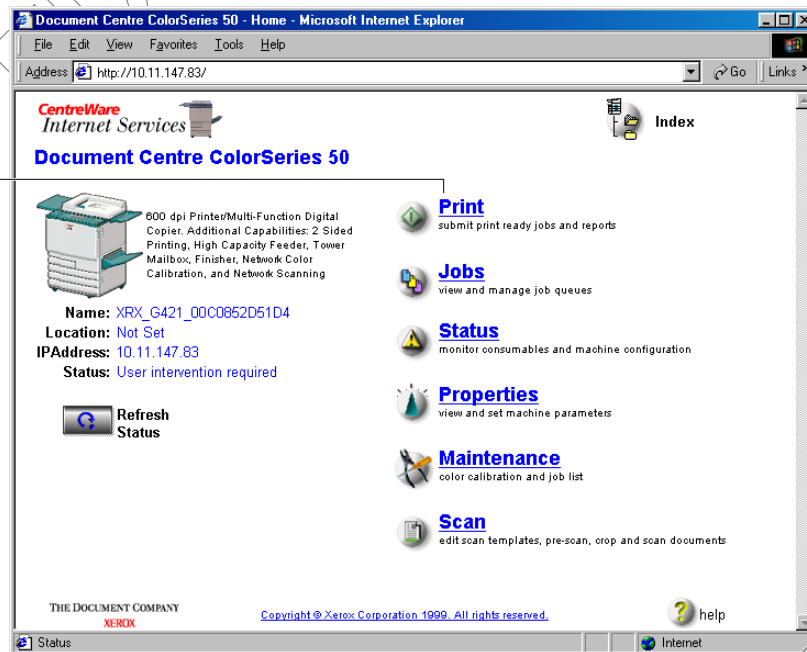 Document Centre ColorSeries 50 - Home - Microsoft Internet Explorer
File Edit View Favorites Tools Help
Address http://10.11.147.83/ Go Links
CentreWare
Internet Services
Index
Document Centre ColorSeries 50
600 dpi Printer/Multi-Function Digital
Copier. Additional Capabilities: 2 Sided
Printing, High Capacity Feeder, Tower
Mailbox, Finisher, Network Color
Calibration, and Network Scanning
Name: XRX_G421_00C0852D51D4
Location: Not Set
IPAddress: 10.11.147.83
Status: User intervention required
Refresh
Status
Print
submit print ready jobs and reports
Jobs
view and manage job queues
Status
monitor consumables and machine configuration
Properties
view and set machine parameters
Maintenance
color calibration and job list
Scan
edit scan templates, pre-scan, crop and scan documents
THE DOCUMENT COMPANY
XEROX
Copyright © Xerox Corporation 1999. All rights reserved.
help
Status
Internet